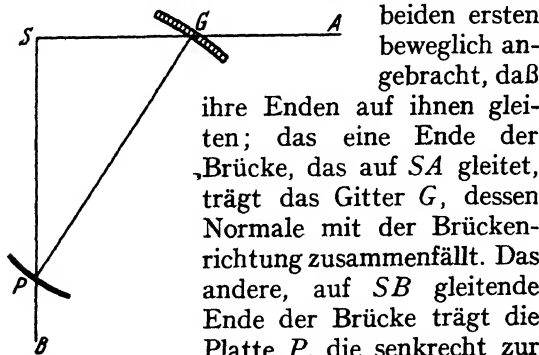 S
G
A
P
B
beiden ersten
beweglich an-
gebracht, daß
ihre Enden auf ihnen glei-
ten; das eine Ende der
Brücke, das auf SA gleitet,
trägt das Gitter G, dessen
Normale mit der Brücken-
richtung zusammenfällt. Das
andere, auf SB gleitende
Ende der Brücke trägt die
Platte P, die senkrecht zur